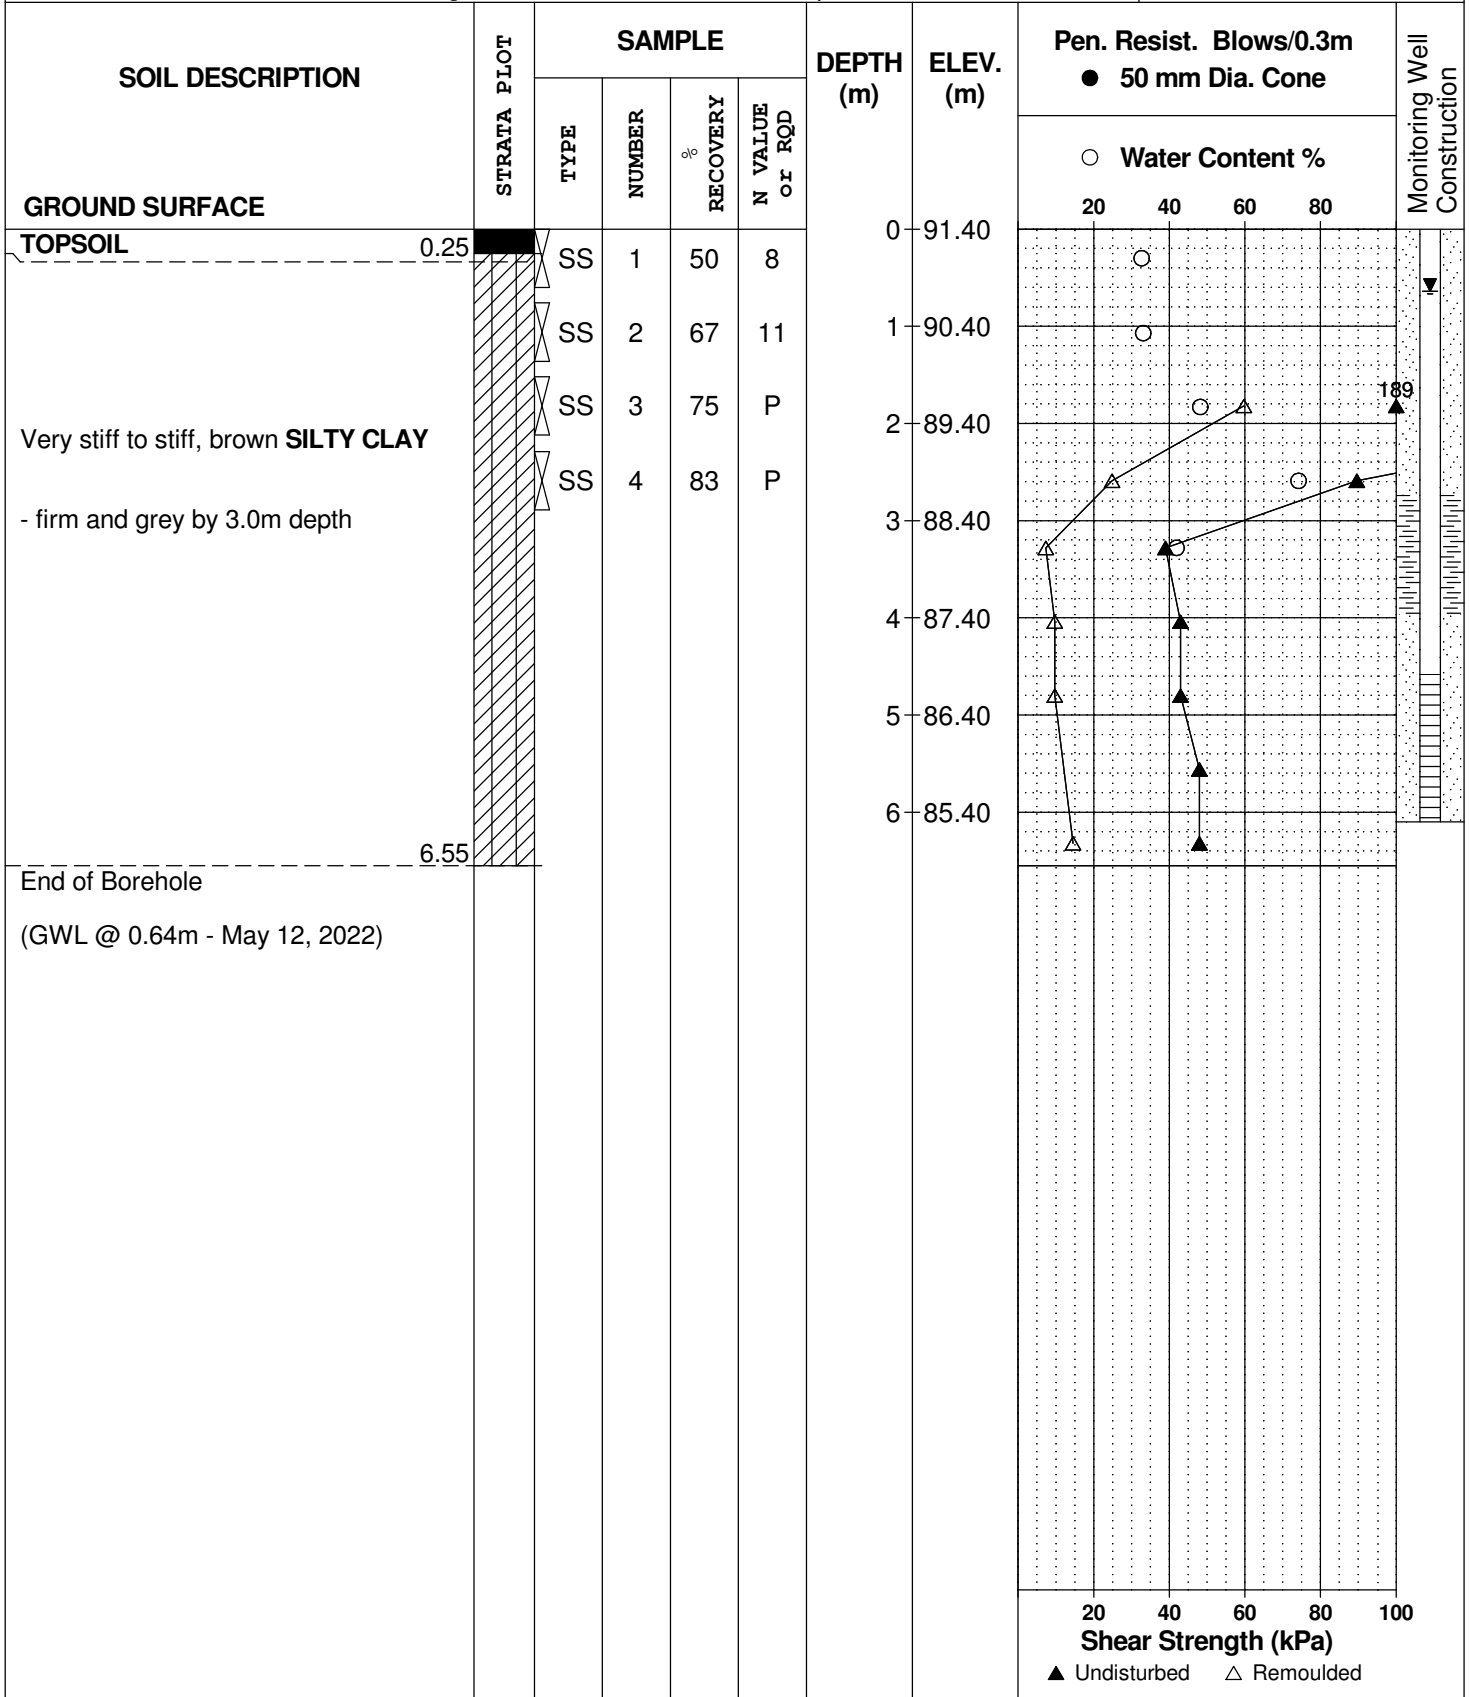 SOIL DESCRIPTION
GROUND SURFACE
STRATA PLOT
SAMPLE
TYPE
NUMBER
% RECOVERY
N VALUE or RQD
DEPTH (m)
ELEV. (m)
Pen. Resist. Blows/0.3m
● 50 mm Dia. Cone
○ Water Content %
20 40 60 80
Monitoring Well Construction
TOPSOIL 0.25
SS 1 50 8
SS 2 67 11
SS 3 75 P
SS 4 83 P
Very stiff to stiff, brown SILTY CLAY
- firm and grey by 3.0m depth
6.55
End of Borehole
(GWL @ 0.64m - May 12, 2022)
0 91.40
1 90.40
2 89.40
3 88.40
4 87.40
5 86.40
6 85.40
189
20 40 60 80 100
Shear Strength (kPa)
▲ Undisturbed △ Remoulded